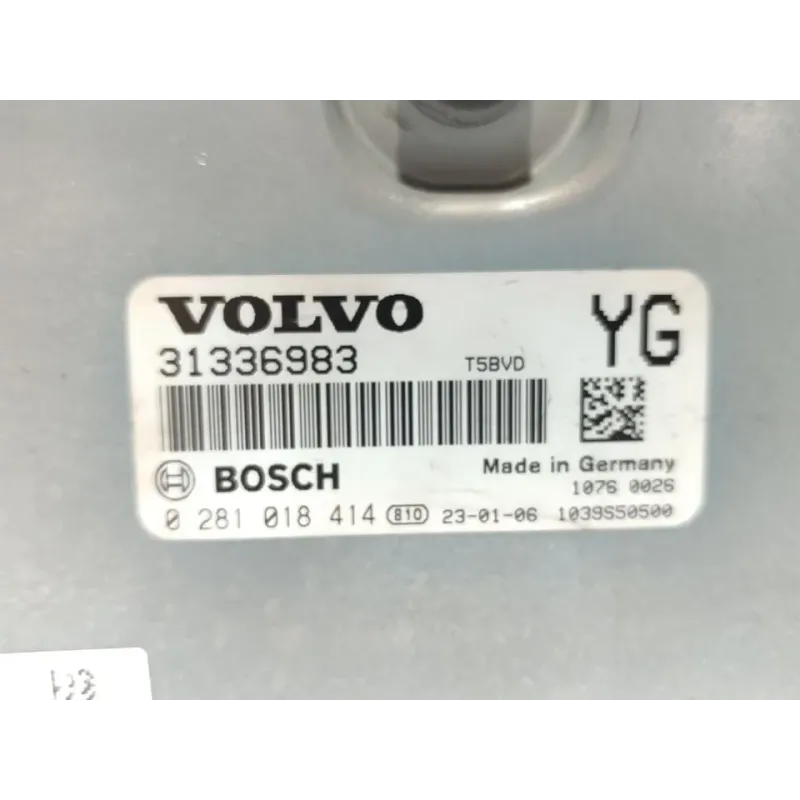 VOLVO
YG
31336983 T5BVD
BOSCH
Made in Germany
1076 0026
0 281 018 414 810 23-01-06 1039S50500